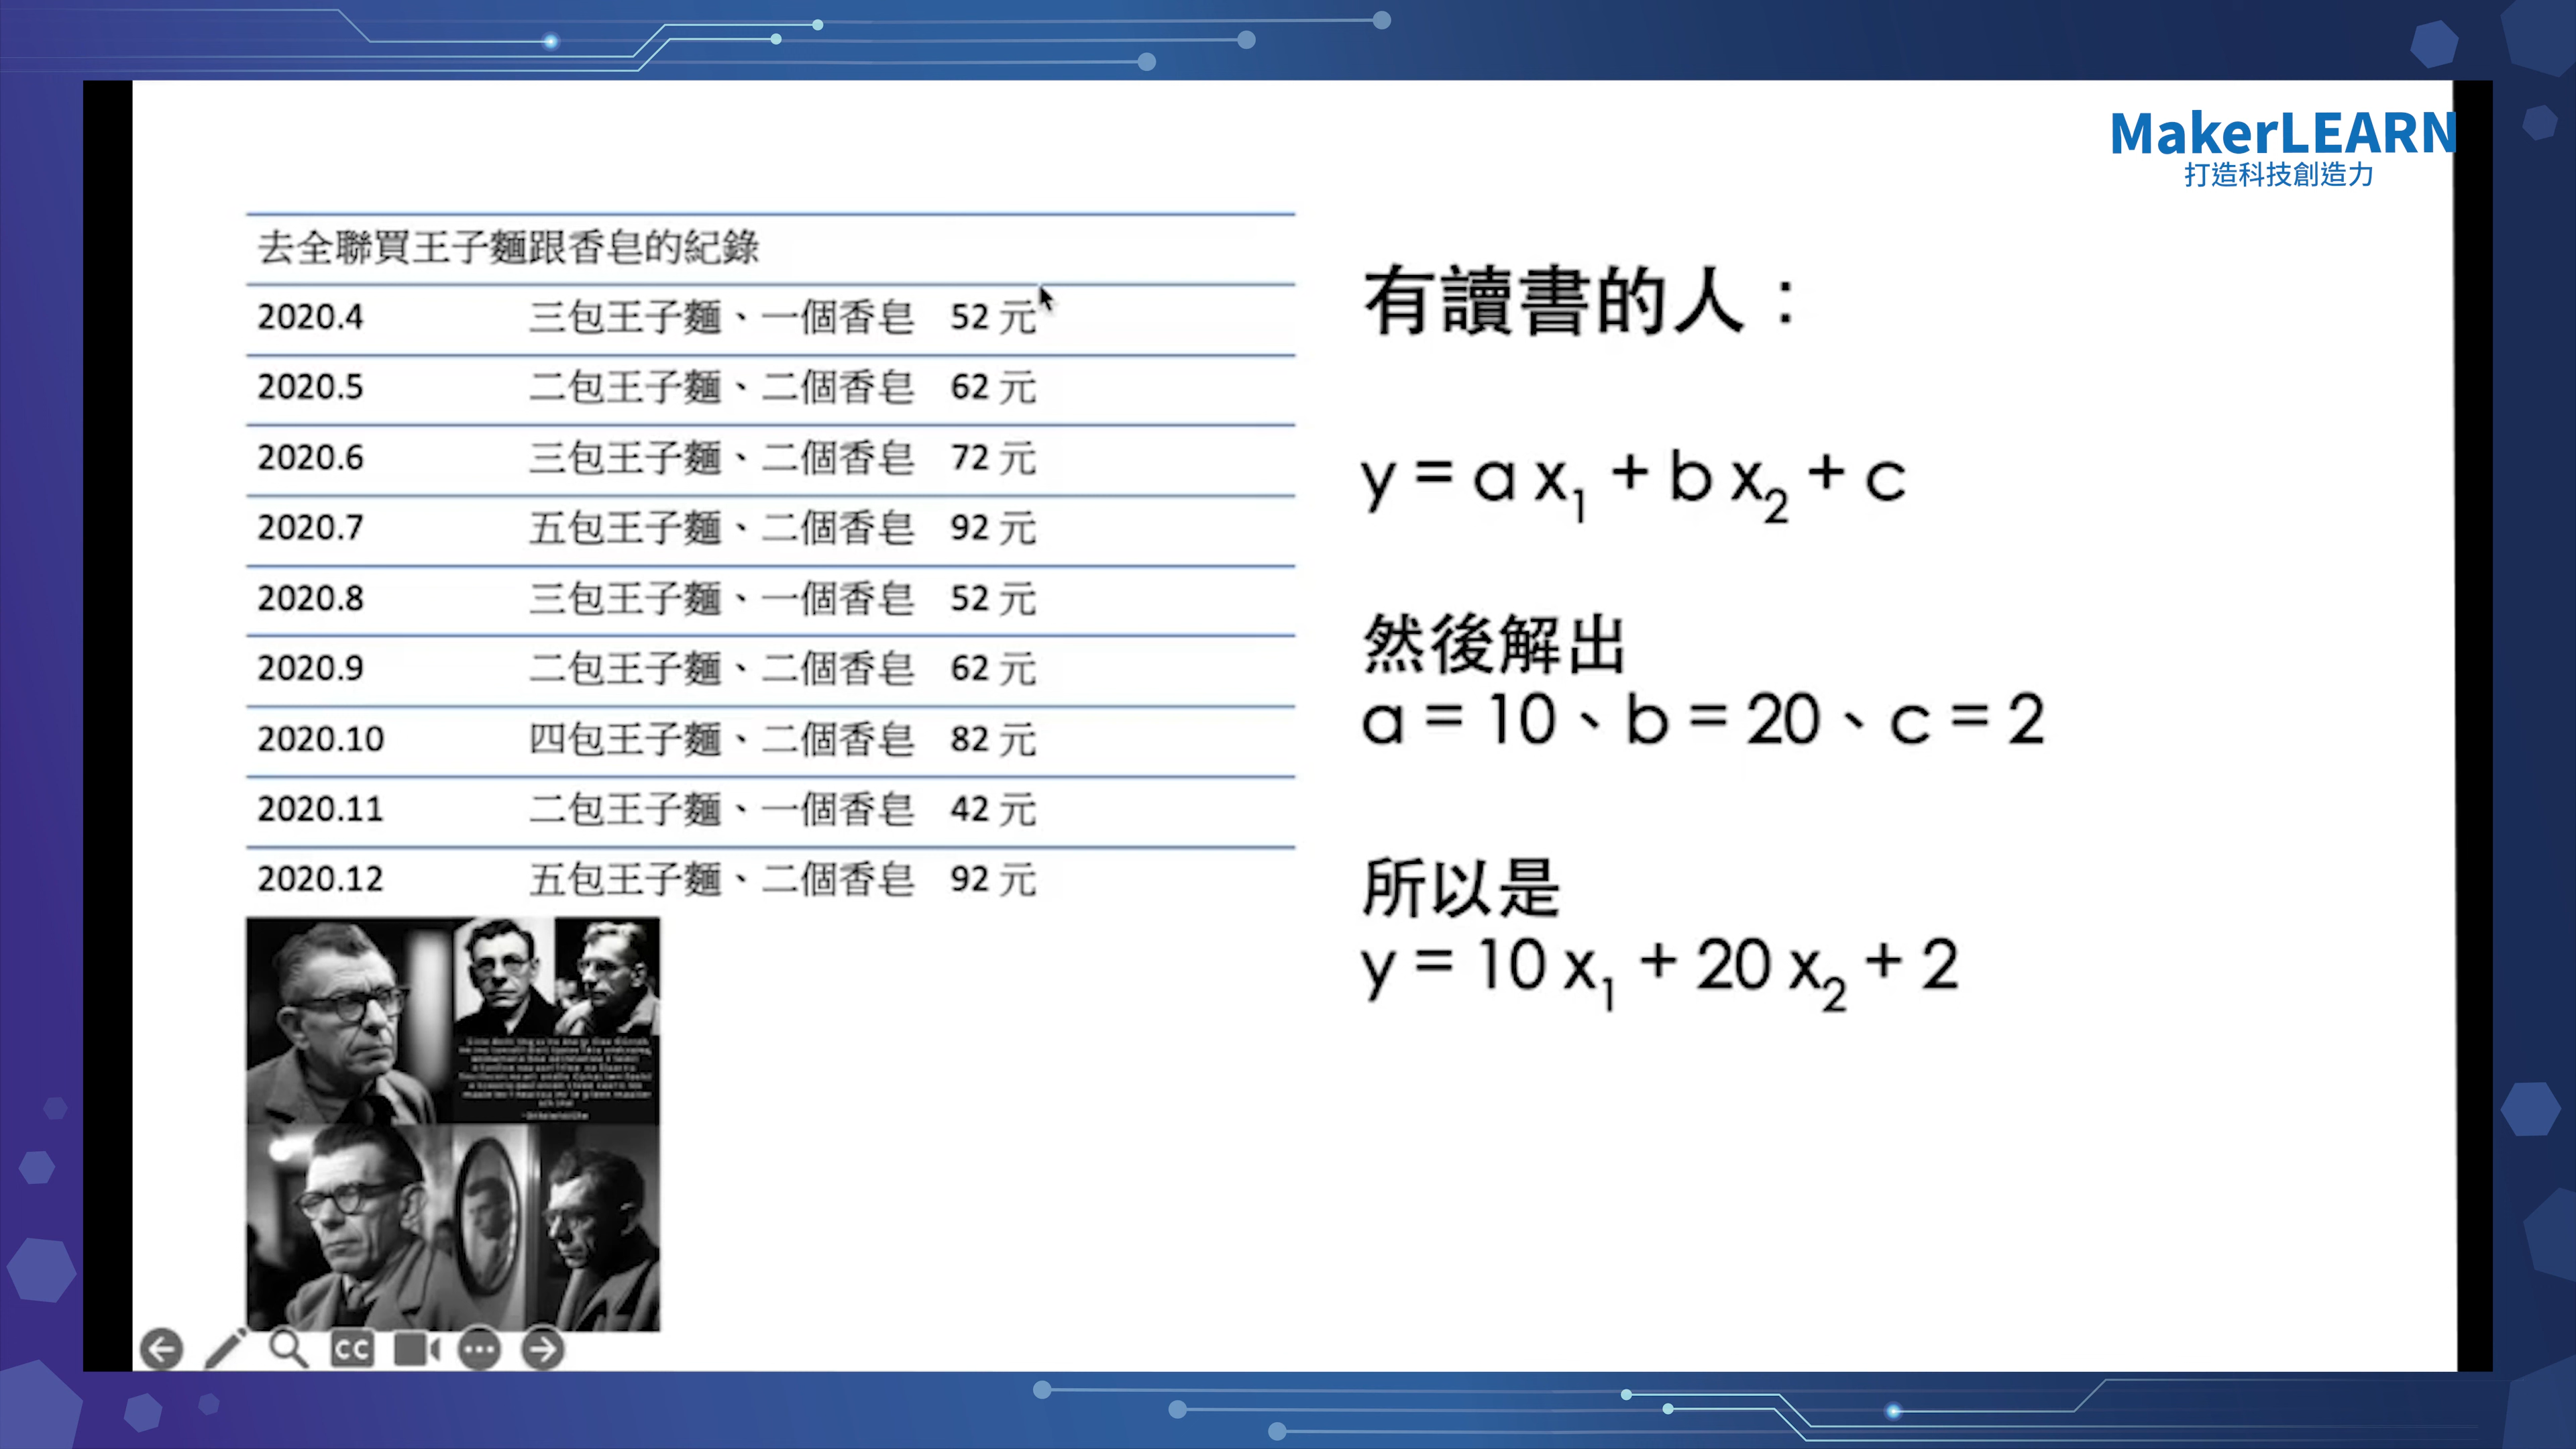 MakerLEARN
打造科技創造力
去全聯買王子麵跟香皂的紀錄
2020.4 三包王子麵、一個香皂 52 元
2020.5 二包王子麵、二個香皂 62 元
2020.6 三包王子麵、二個香皂 72 元
2020.7 五包王子麵、二個香皂 92 元
2020.8 三包王子麵、一個香皂 52 元
2020.9 二包王子麵、二個香皂 62 元
2020.10 四包王子麵、二個香皂 82 元
2020.11 二包王子麵、一個香皂 42 元
2020.12 五包王子麵、二個香皂 92 元
有讀書的人：
y = a x₁ + b x₂ + c
然後解出
a = 10、b = 20、c = 2
所以是
y = 10 x₁ + 20 x₂ + 2
CC